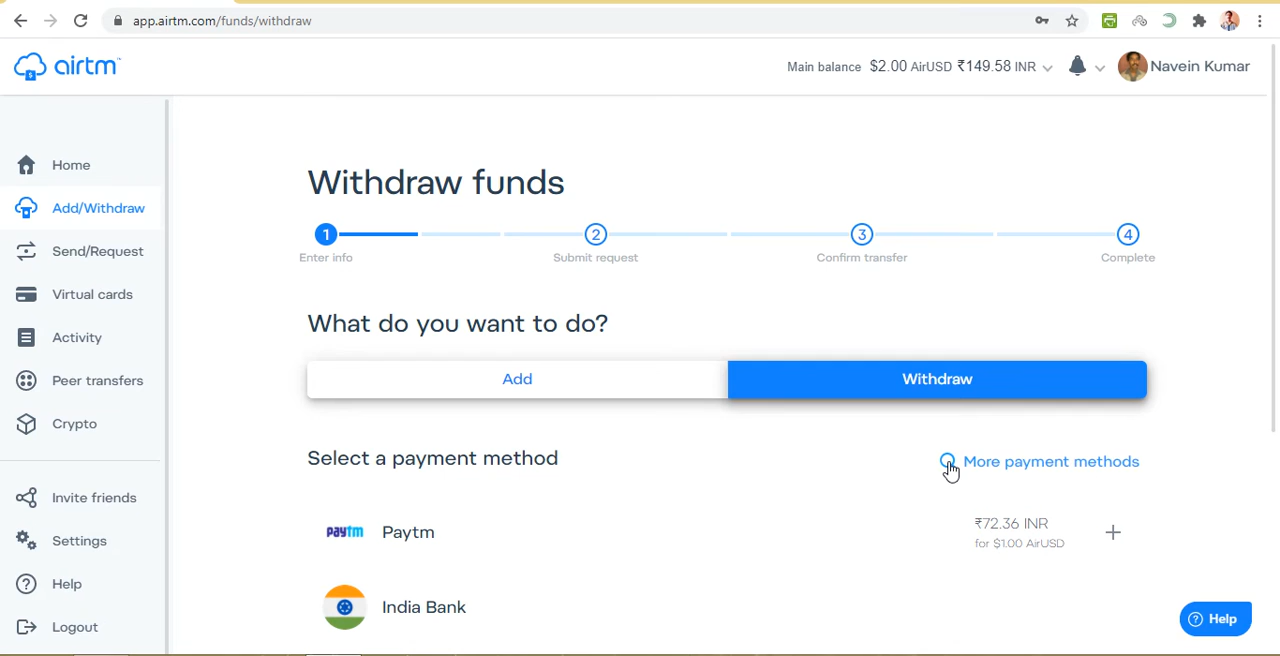 app.airtm.com/funds/withdraw
airtm
Main balance $2.00 AirUSD ₹149.58 INR
Navein Kumar
Home
Add/Withdraw
Send/Request
Virtual cards
Activity
Peer transfers
Crypto
Invite friends
Settings
Help
Logout
Withdraw funds
1 2 3 4
Enter info Submit request Confirm transfer Complete
What do you want to do?
Add Withdraw
Select a payment method
More payment methods
paytm Paytm
₹72.36 INR
for $1.00 AirUSD
India Bank
Help